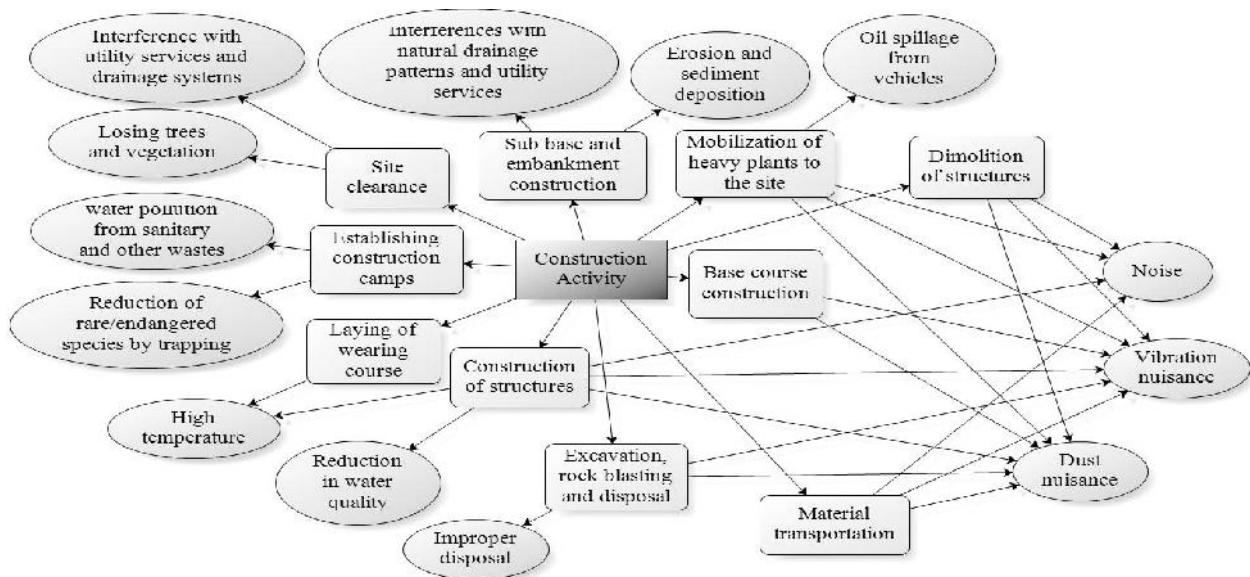 Interference with
utility services and
drainage systems
Interferences with
natural drainage
patterns and utility
services
Erosion and
sediment
deposition
Oil spillage
from
vehicles
Losing trees
and vegetation
Site
clearance
Sub base and
embankment
construction
Mobilization of
heavy plants to
the site
Dimolition
of structures
water pollution
from sanitary
and other wastes
Establishing
construction
camps
Construction
Activity
Base course
construction
Noise
Reduction of
rare/endangered
species by trapping
Laying of
wearing
course
Construction
of structures
Vibration
nuisance
High
temperature
Reduction
in water
quality
Excavation,
rock blasting
and disposal
Dust
nuisance
Material
transportation
Improper
disposal